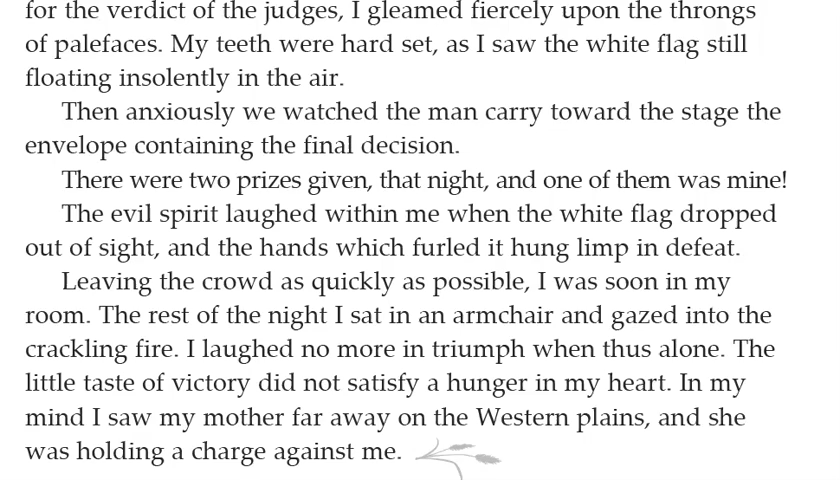 for the verdict of the judges, I gleamed fiercely upon the throngs
of palefaces. My teeth were hard set, as I saw the white flag still
floating insolently in the air.
Then anxiously we watched the man carry toward the stage the
envelope containing the final decision.
There were two prizes given, that night, and one of them was mine!
The evil spirit laughed within me when the white flag dropped
out of sight, and the hands which furled it hung limp in defeat.
Leaving the crowd as quickly as possible, I was soon in my
room. The rest of the night I sat in an armchair and gazed into the
crackling fire. I laughed no more in triumph when thus alone. The
little taste of victory did not satisfy a hunger in my heart. In my
mind I saw my mother far away on the Western plains, and she
was holding a charge against me.